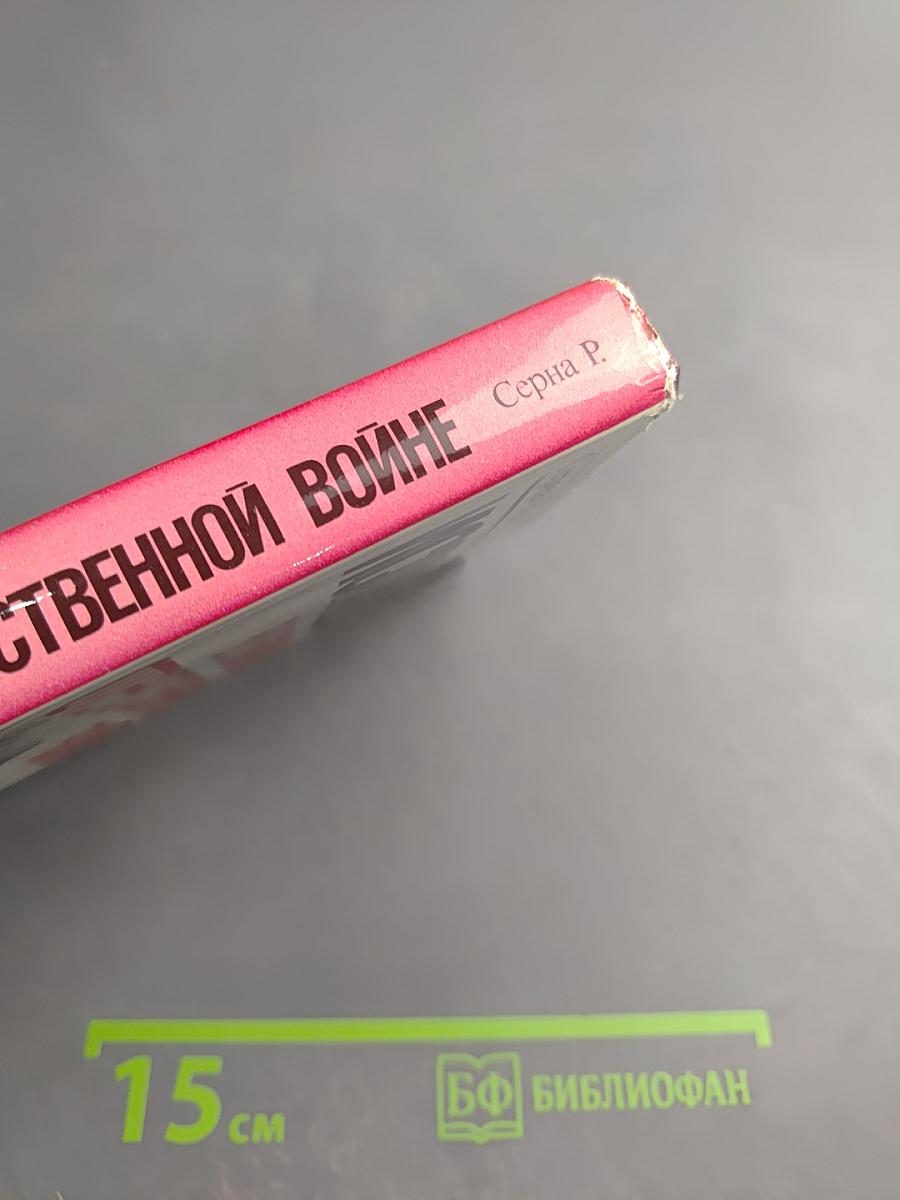 СТВЕННОЙ ВОЙНЕ
Серна Р.
15 см
БФ БИБЛИОФАН